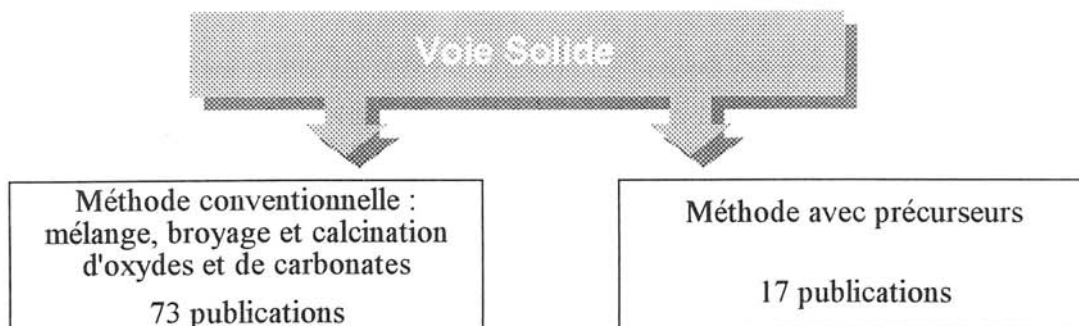 Voie Solide
Méthode conventionnelle :
mélange, broyage et calcination
d'oxydes et de carbonates
73 publications
Méthode avec précurseurs
17 publications